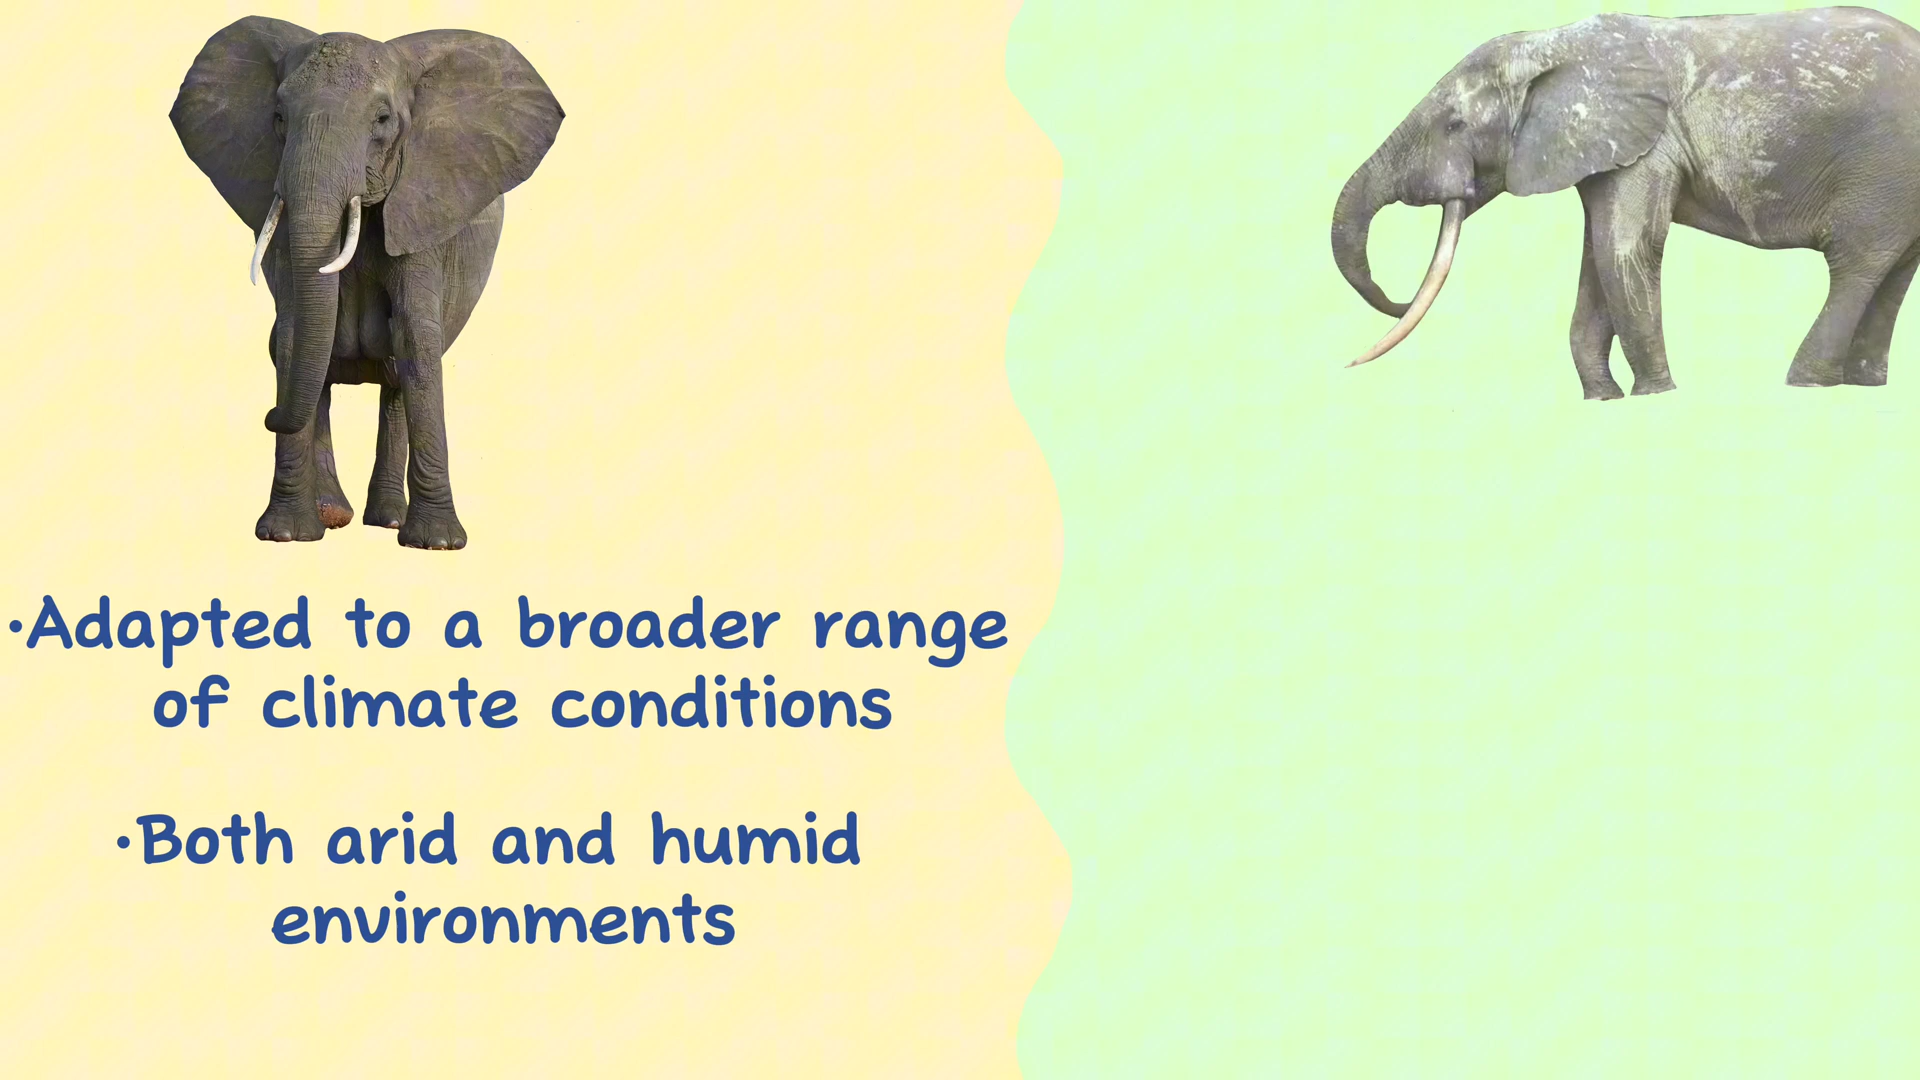 •Adapted to a broader range
of climate conditions
•Both arid and humid
environments